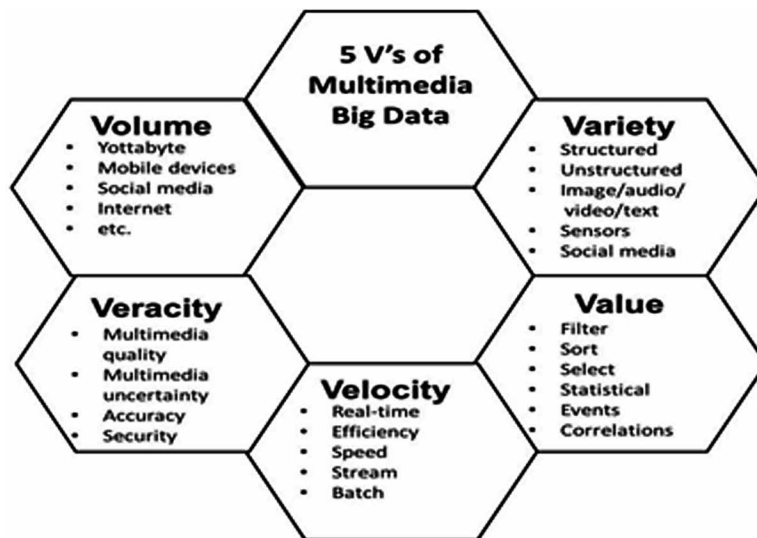 5 V's of
Multimedia
Big Data
Volume
• Yottabyte
• Mobile devices
• Social media
• Internet
• etc.
Variety
• Structured
• Unstructured
• Image/audio/
video/text
• Sensors
• Social media
Veracity
• Multimedia
quality
• Multimedia
uncertainty
• Accuracy
• Security
Velocity
• Real-time
• Efficiency
• Speed
• Stream
• Batch
Value
• Filter
• Sort
• Select
• Statistical
• Events
• Correlations